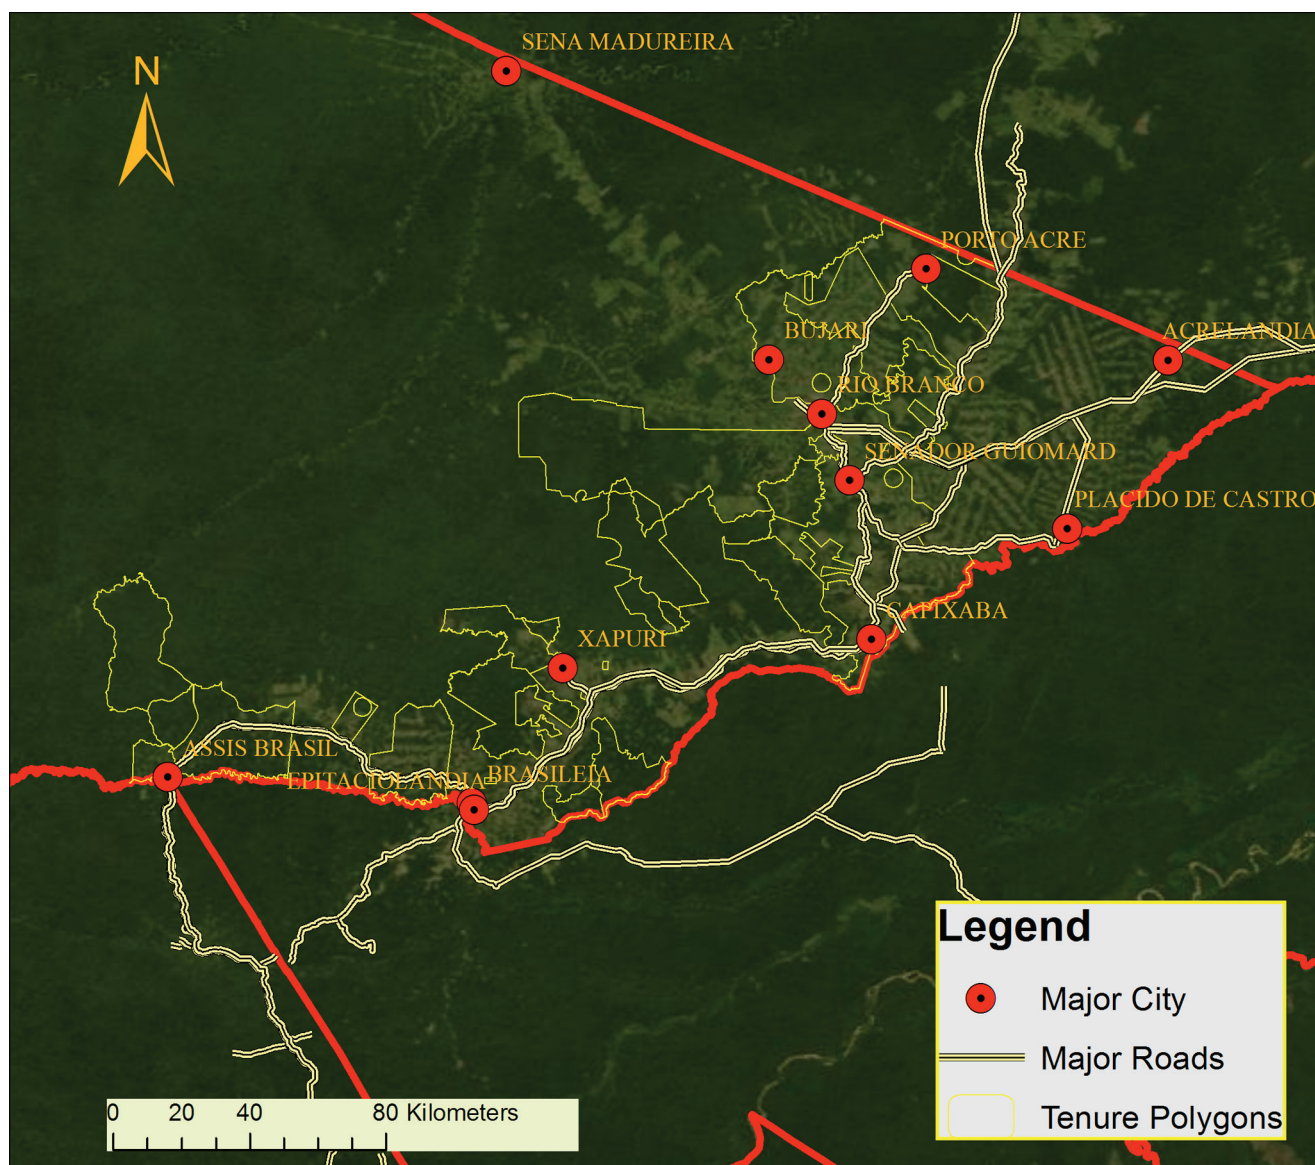 SENA MADUREIRA
N
PORTO ACRE
BUJARI
ACRELANDIA
RIO BRANCO
SENADOR GUIOMARD
PLACIDO DE CASTRO
CAPIXABA
XAPURI
ASSIS BRASIL
EPITACIOLANDIA
BRASILEIA
Legend
Major City
Major Roads
Tenure Polygons
0 20 40 80 Kilometers